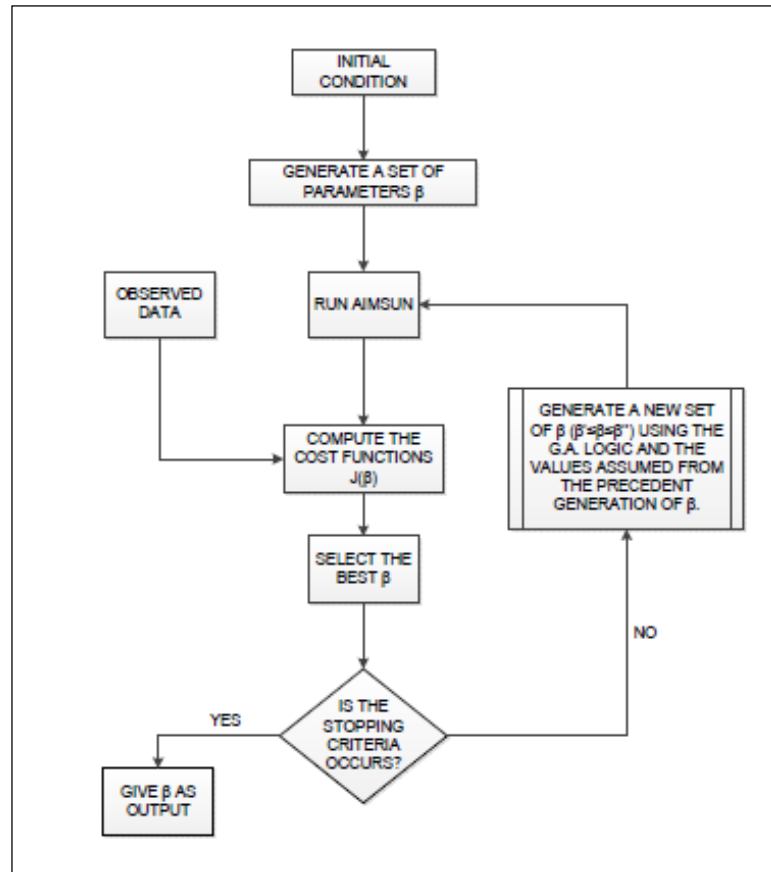 INITIAL
CONDITION
GENERATE A SET OF
PARAMETERS β
OBSERVED
DATA
RUN AIMSUN
GENERATE A NEW SET
OF β (β'≤β≤β'') USING THE
G.A. LOGIC AND THE
VALUES ASSUMED FROM
THE PRECEDENT
GENERATION OF β.
COMPUTE THE
COST FUNCTIONS
J(β)
SELECT THE
BEST β
NO
IS THE
STOPPING
CRITERIA
OCCURS?
YES
GIVE β AS
OUTPUT